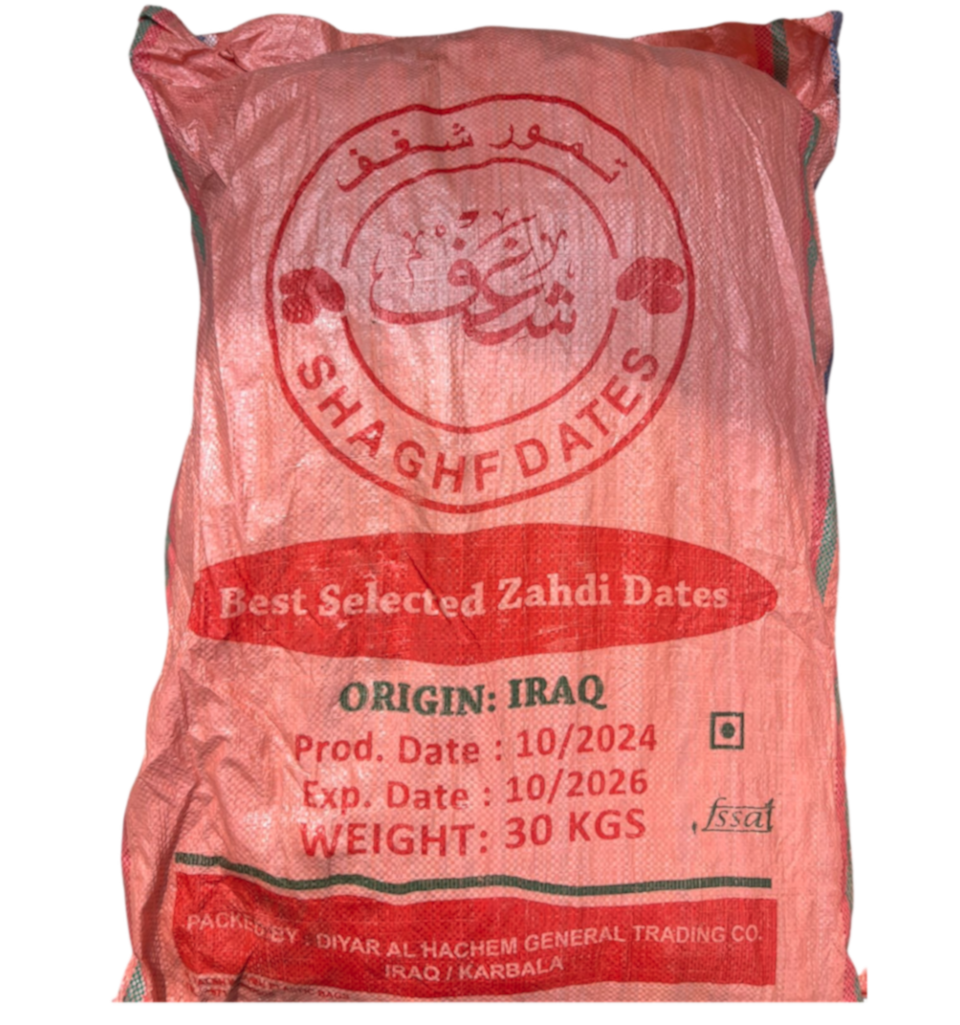 تمور شغف
شغف
SHAGHF DATES
Best Selected Zahdi Dates
ORIGIN: IRAQ
Prod. Date : 10/2024
Exp. Date : 10/2026
WEIGHT: 30 KGS
fssai
PACKED BY : DIYAR AL HACHEM GENERAL TRADING CO.
IRAQ / KARBALA